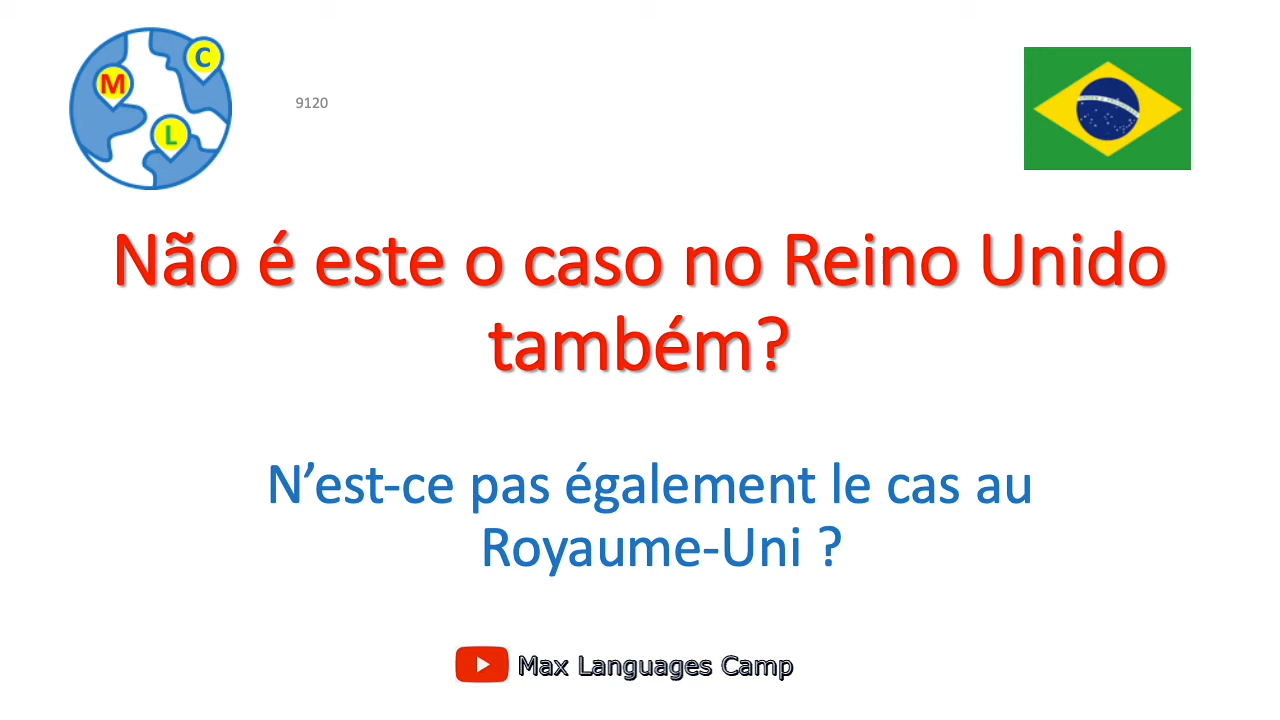 M
C
L
9120
Não é este o caso no Reino Unido
também?
N’est-ce pas également le cas au
Royaume-Uni ?
Max Languages Camp